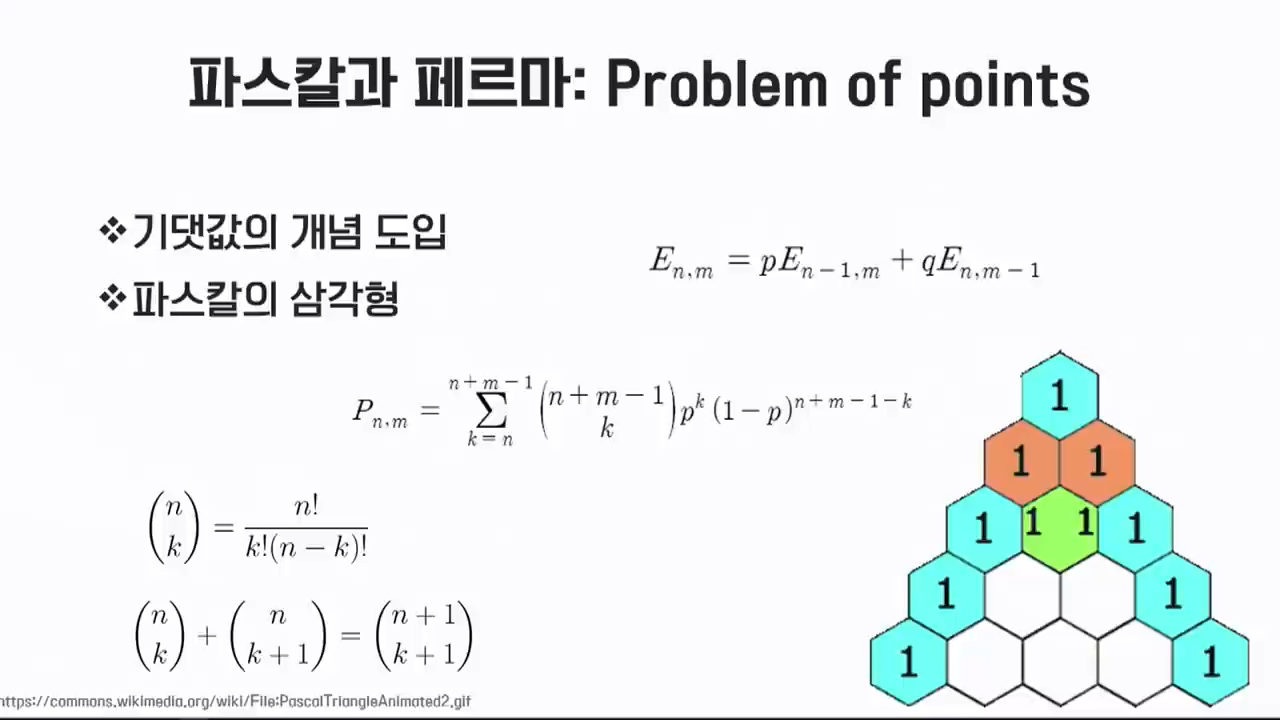 파스칼과 페르마: Problem of points
❖기댓값의 개념 도입
❖파스칼의 삼각형
E_{n,m} = pE_{n-1,m} + qE_{n,m-1}
P_{n,m} = \sum_{k=n}^{n+m-1} \binom{n+m-1}{k} p^k (1-p)^{n+m-1-k}
\binom{n}{k} = \frac{n!}{k!(n-k)!}
\binom{n}{k} + \binom{n}{k+1} = \binom{n+1}{k+1}
1
1 1
1 1 1 1
1 1
1 1
https://commons.wikimedia.org/wiki/File:PascalTriangleAnimated2.gif